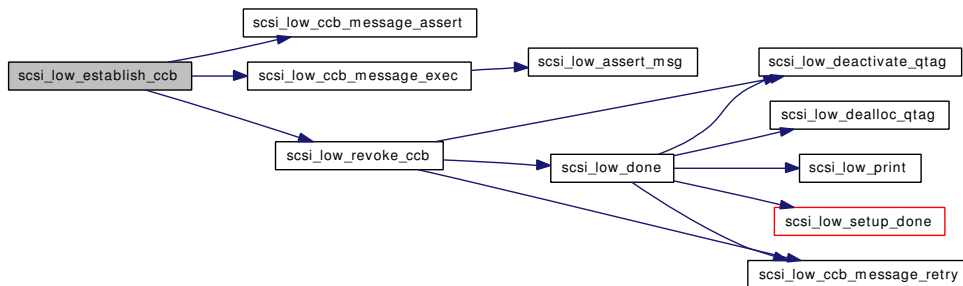 scsi_low_ccb_message_assert
scsi_low_establish_ccb
scsi_low_ccb_message_exec
scsi_low_assert_msg
scsi_low_deactivate_qtag
scsi_low_dealloc_qtag
scsi_low_revoke_ccb
scsi_low_done
scsi_low_print
scsi_low_setup_done
scsi_low_ccb_message_retry